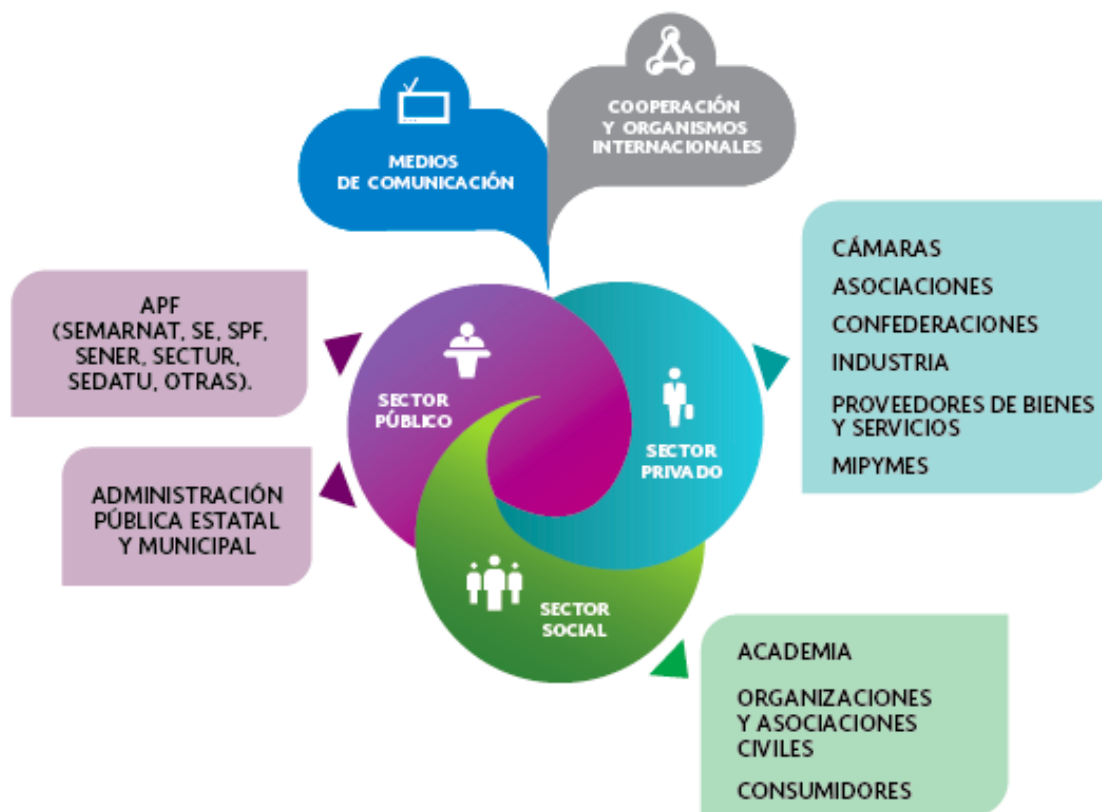 COOPERACIÓN
Y ORGANISMOS
INTERNACIONALES
MEDIOS
DE COMUNICACIÓN
APF
(SEMARNAT, SE, SPF,
SENER, SECTUR,
SEDATU, OTRAS).
ADMINISTRACIÓN
PÚBLICA ESTATAL
Y MUNICIPAL
SECTOR
PÚBLICO
SECTOR
PRIVADO
SECTOR
SOCIAL
CÁMARAS
ASOCIACIONES
CONFEDERACIONES
INDUSTRIA
PROVEEDORES DE BIENES
Y SERVICIOS
MIPYMES
ACADEMIA
ORGANIZACIONES
Y ASOCIACIONES
CIVILES
CONSUMIDORES